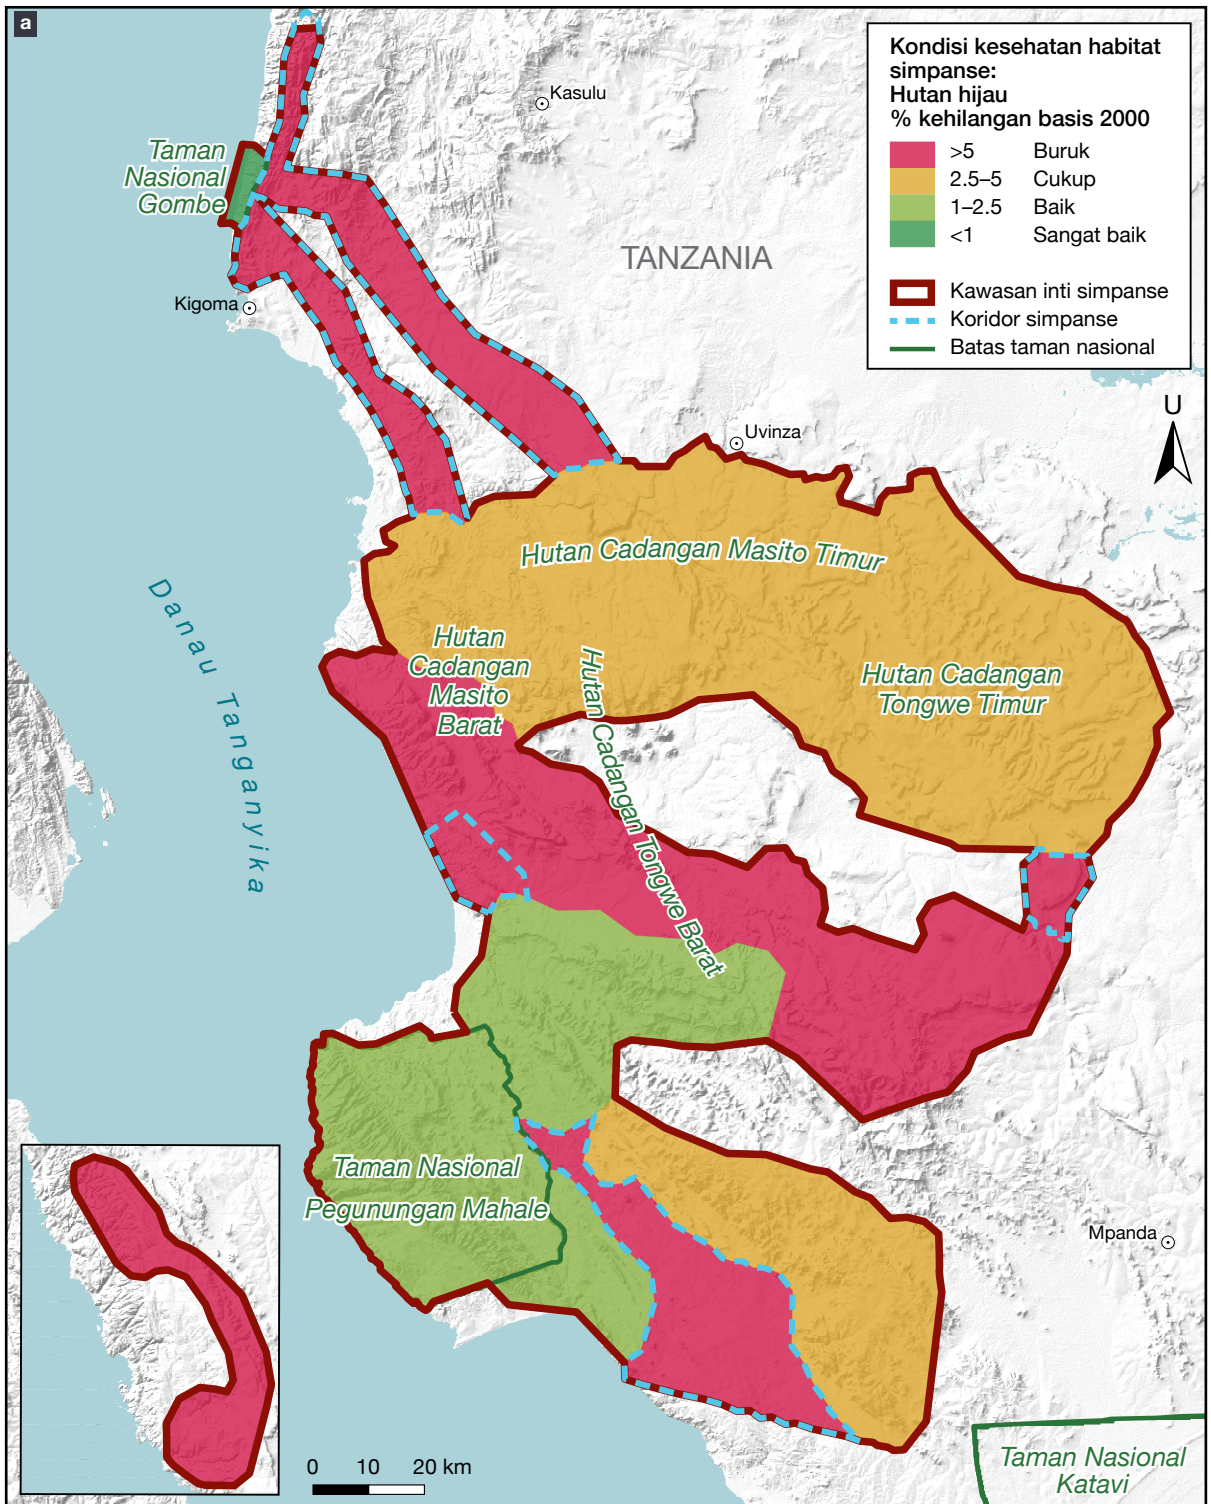 a
Kondisi kesehatan habitat
simpanse:
Hutan hijau
% kehilangan basis 2000
>5 Buruk
2.5–5 Cukup
1–2.5 Baik
<1 Sangat baik
Kawasan inti simpanse
Koridor simpanse
Batas taman nasional
Kasulu
Taman
Nasional
Gombe
TANZANIA
Kigoma
U
Uvinza
Hutan Cadangan Masito Timur
Danau Tanganyika
Hutan
Cadangan
Masito
Barat
Hutan Cadangan Tongwe Barat
Hutan Cadangan
Tongwe Timur
Taman Nasional
Pegunungan Mahale
Mpanda
0 10 20 km
Taman Nasional
Katavi